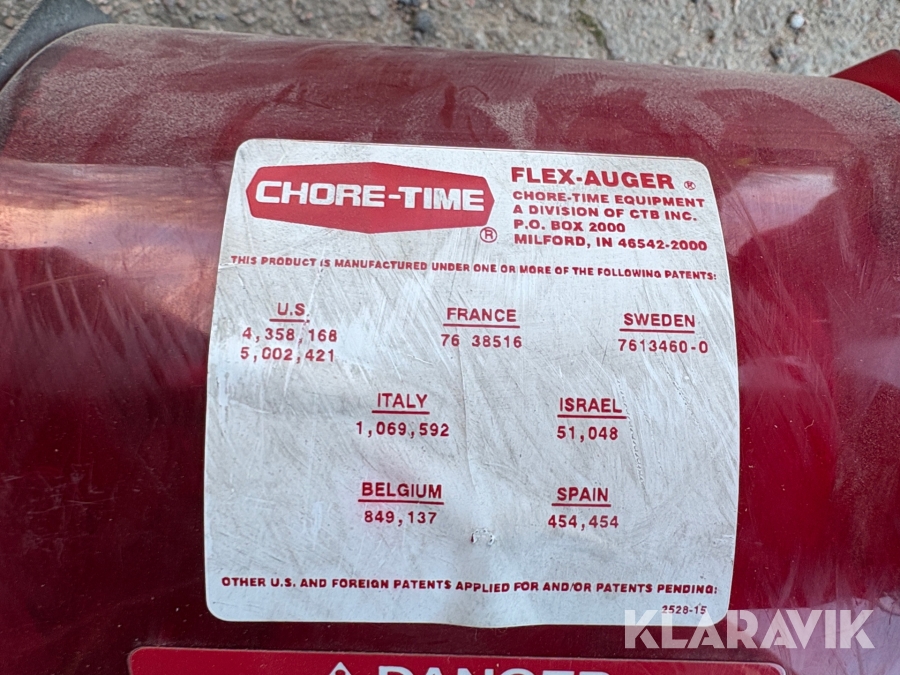 CHORE-TIME ®
FLEX-AUGER ®
CHORE-TIME EQUIPMENT
A DIVISION OF CTB INC.
P.O. BOX 2000
MILFORD, IN 46542-2000
THIS PRODUCT IS MANUFACTURED UNDER ONE OR MORE OF THE FOLLOWING PATENTS:
U.S.
4,358,168
5,002,421
FRANCE
76 38516
SWEDEN
7613460-0
ITALY
1,069,592
ISRAEL
51,048
BELGIUM
849,137
SPAIN
454,454
OTHER U.S. AND FOREIGN PATENTS APPLIED FOR AND/OR PATENTS PENDING:
2528-15
KLARAVIK
DANGER